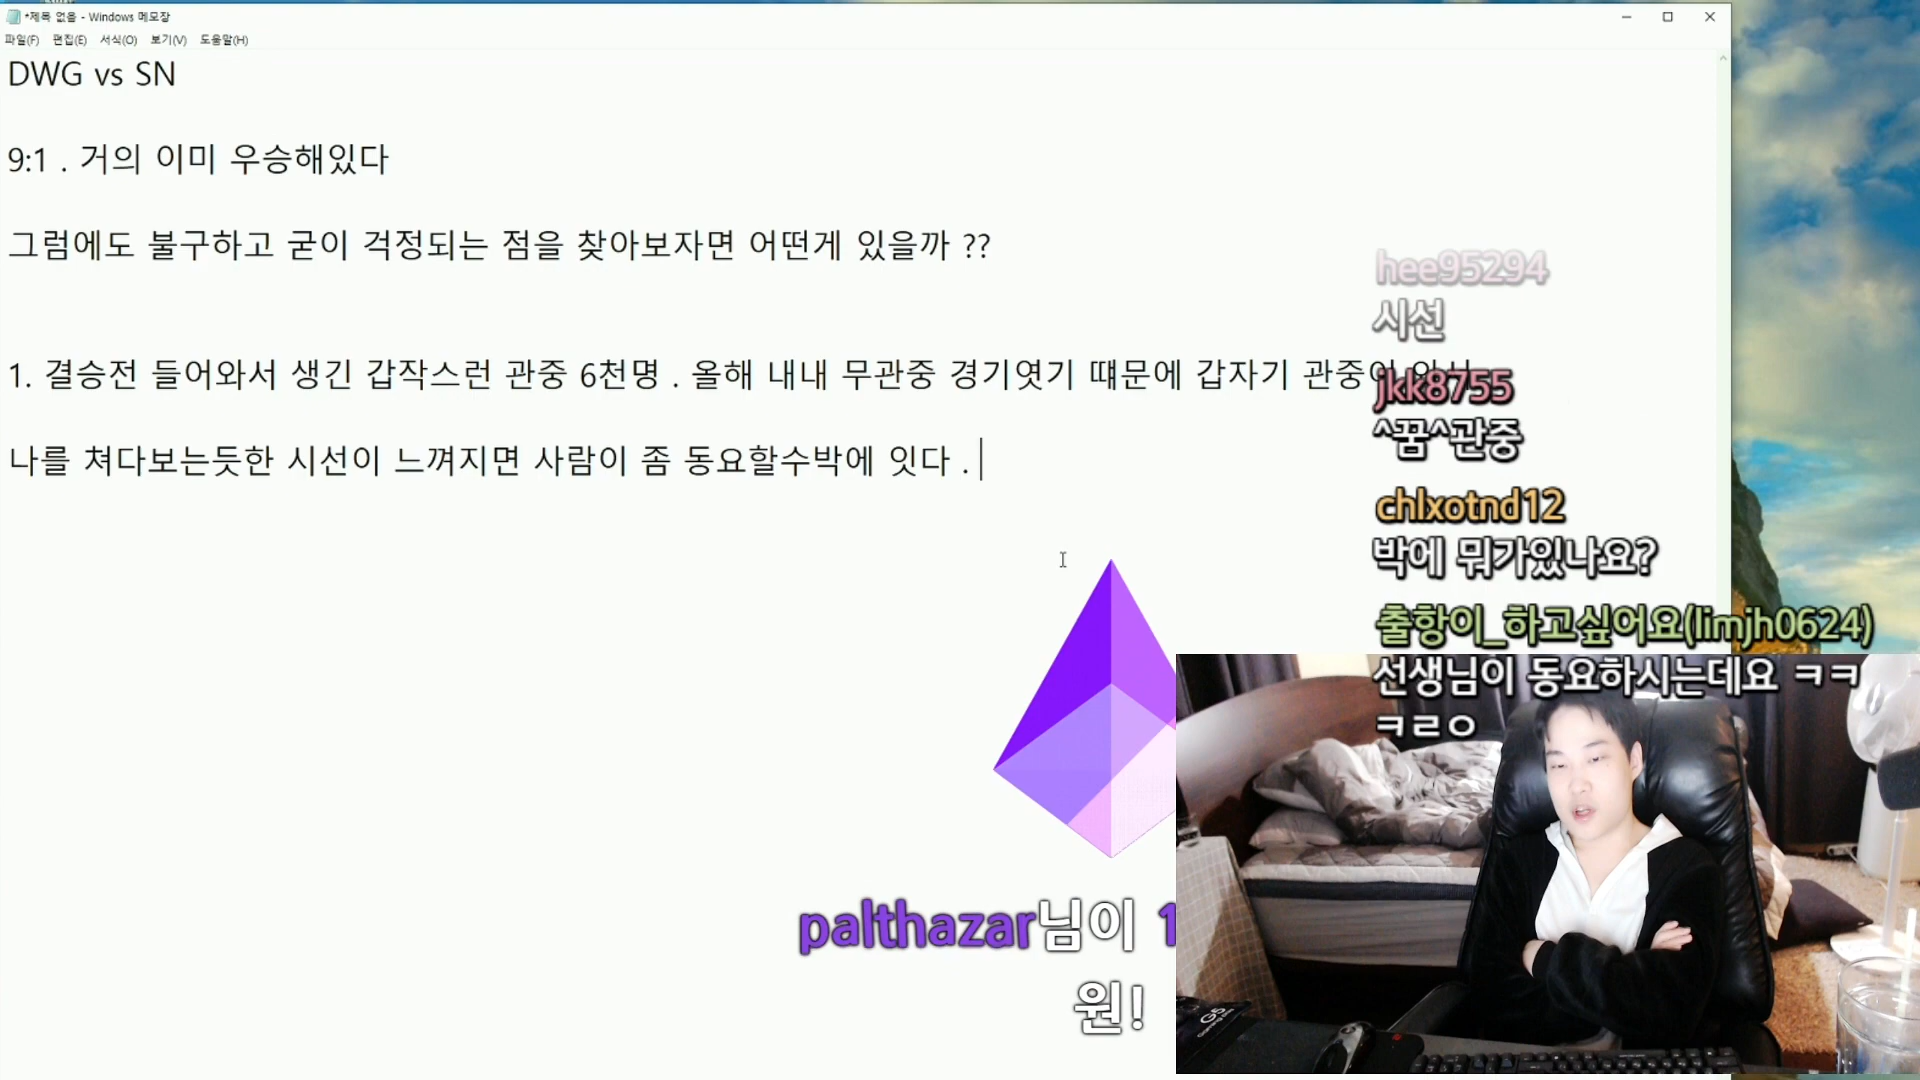 *제목 없음 - Windows 메모장
파일(F) 편집(E) 서식(O) 보기(V) 도움말(H)
DWG vs SN
9:1 . 거의 이미 우승해있다
그럼에도 불구하고 굳이 걱정되는 점을 찾아보자면 어떤게 있을까 ??
1. 결승전 들어와서 생긴 갑작스런 관중 6천명 . 올해 내내 무관중 경기엿기 떄문에 갑자기
나를 쳐다보는듯한 시선이 느껴지면 사람이 좀 동요할수박에 잇다 .
hee95294
시선
jkk8755
^꿈^관중
chlxotnd12
박에 뭐가있나요?
출항이_하고싶어요(limjh0624)
선생님이 동요하시는데요 ㅋㅋ
ㅋㄹㅇ
palthazar님이
원!